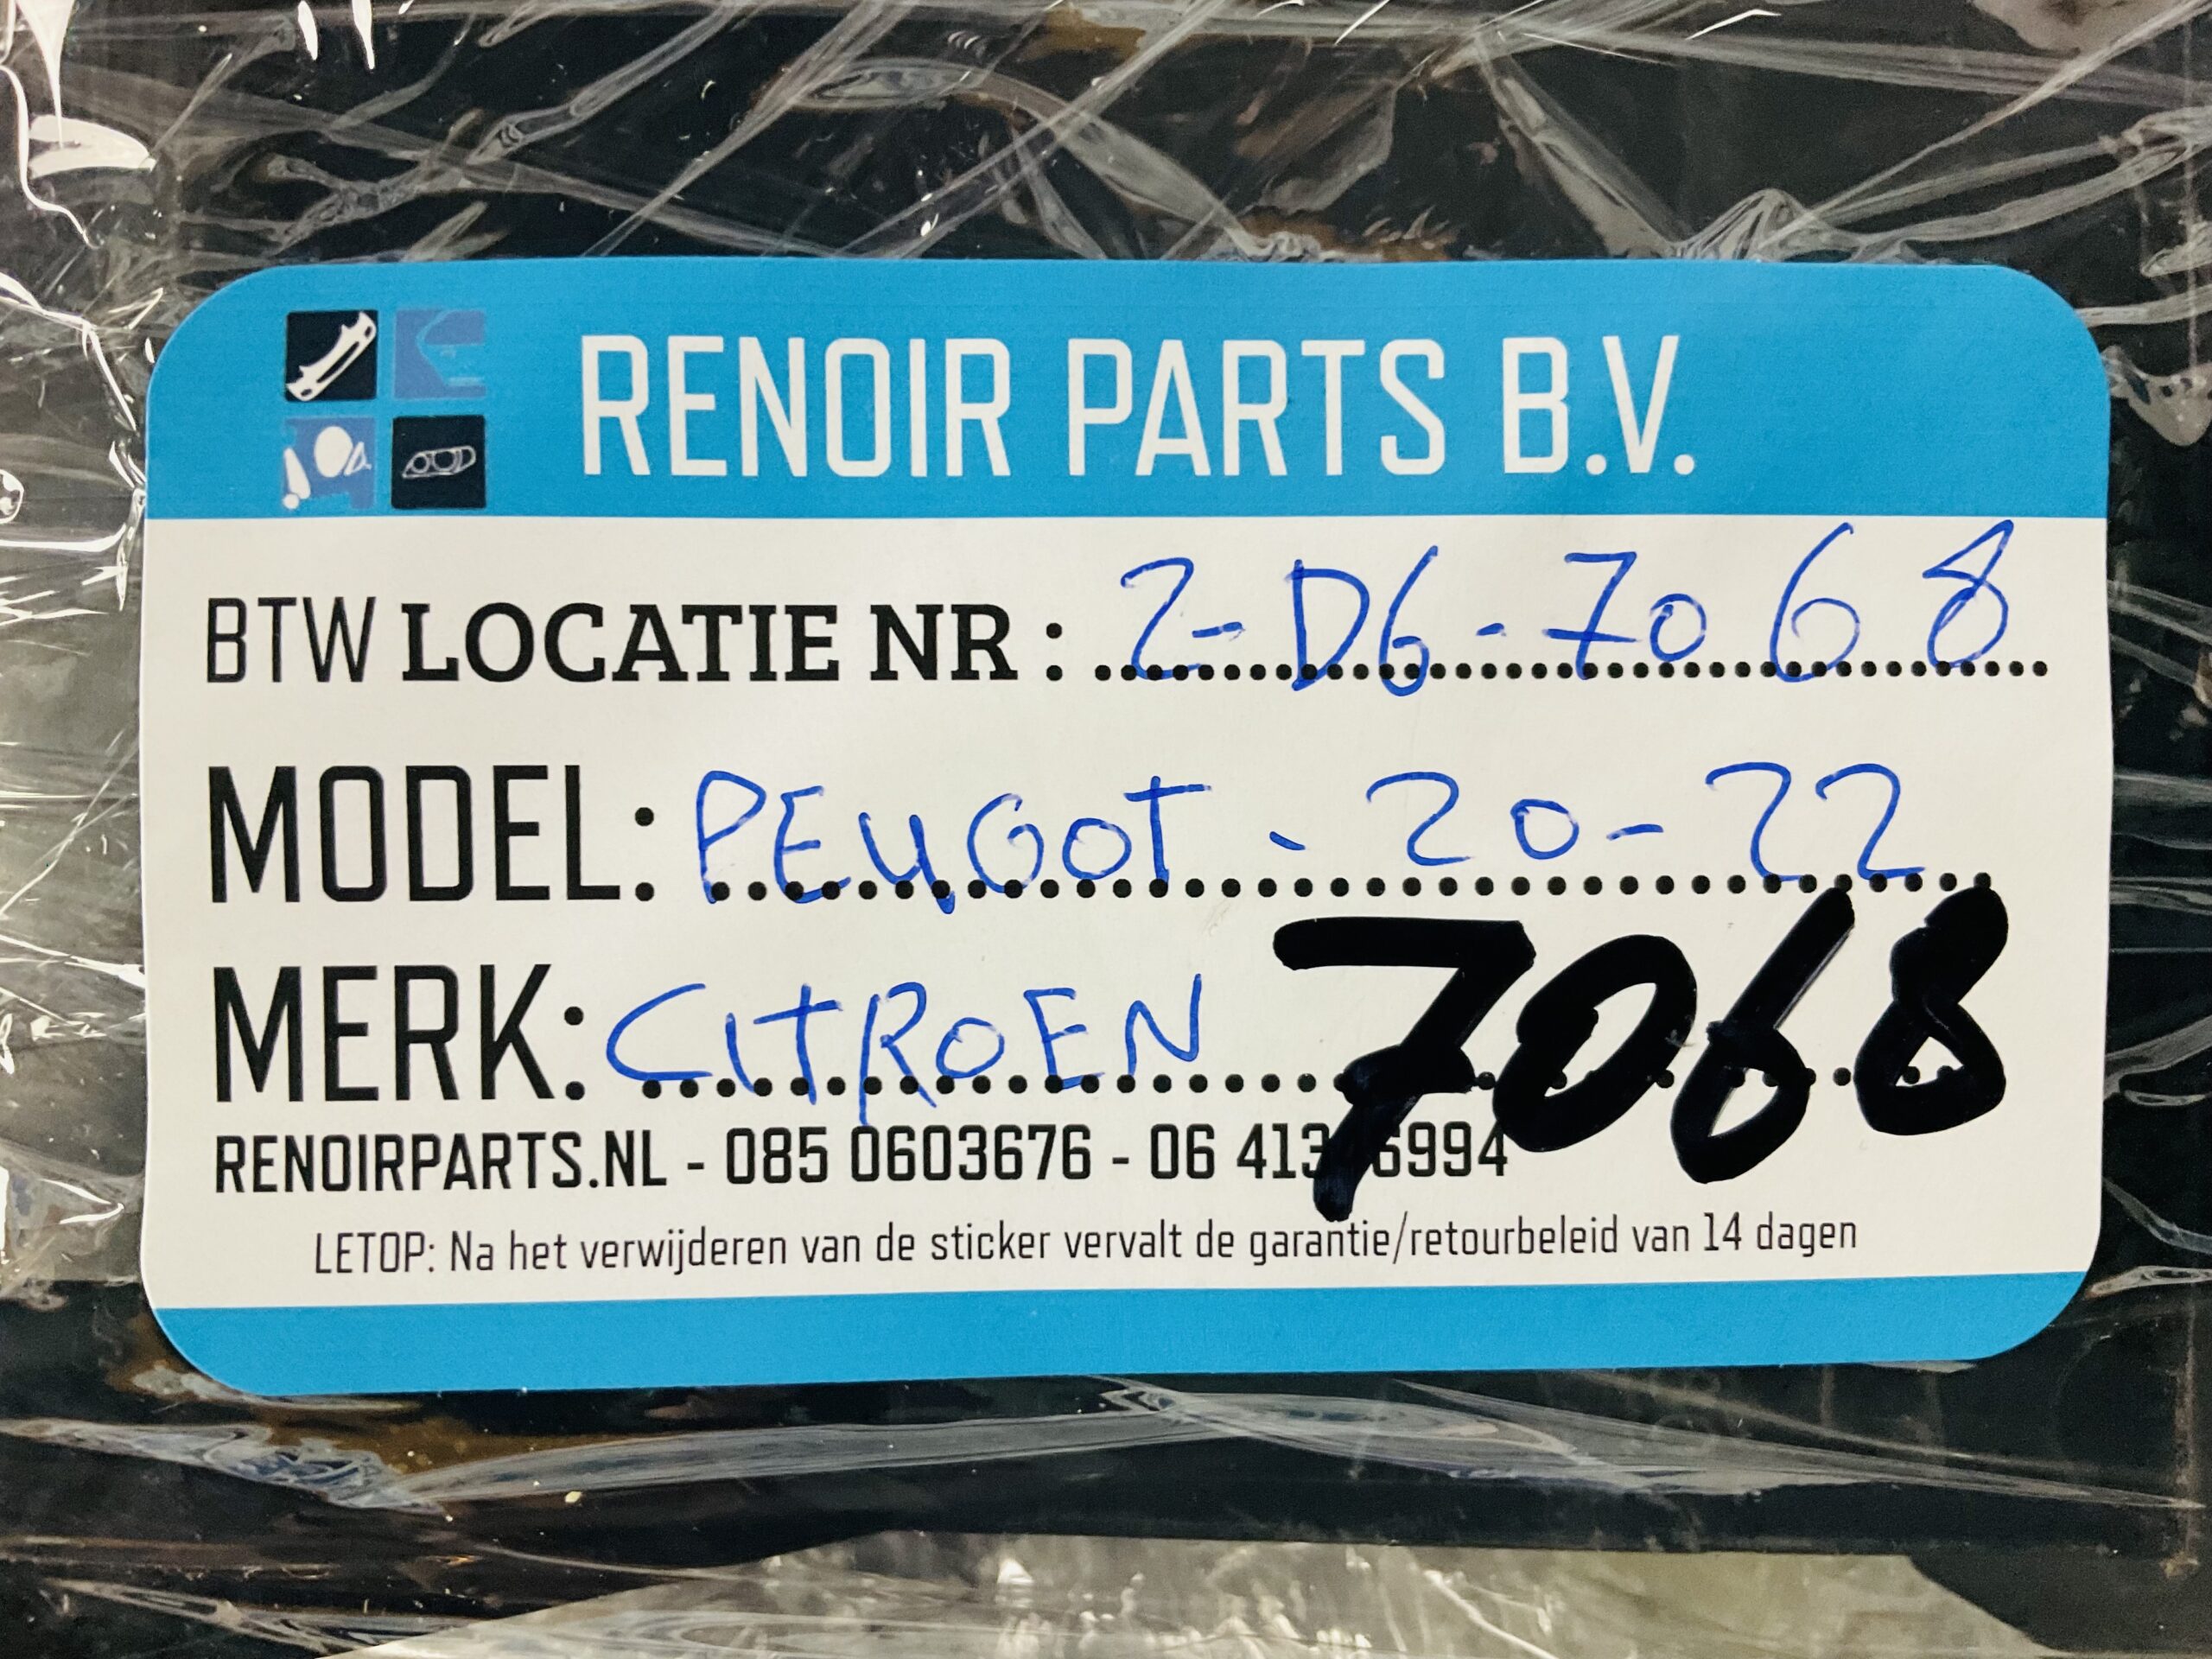 RENOIR PARTS B.V.
BTW LOCATIE NR : 2-D6-7068
MODEL: PEUGOT - 20-22
MERK: CITROEN 7068
RENOIRPARTS.NL - 085 0603676 - 06
LETOP: Na het verwijderen van de sticker vervalt de garantie/retourbeleid van 14 dagen